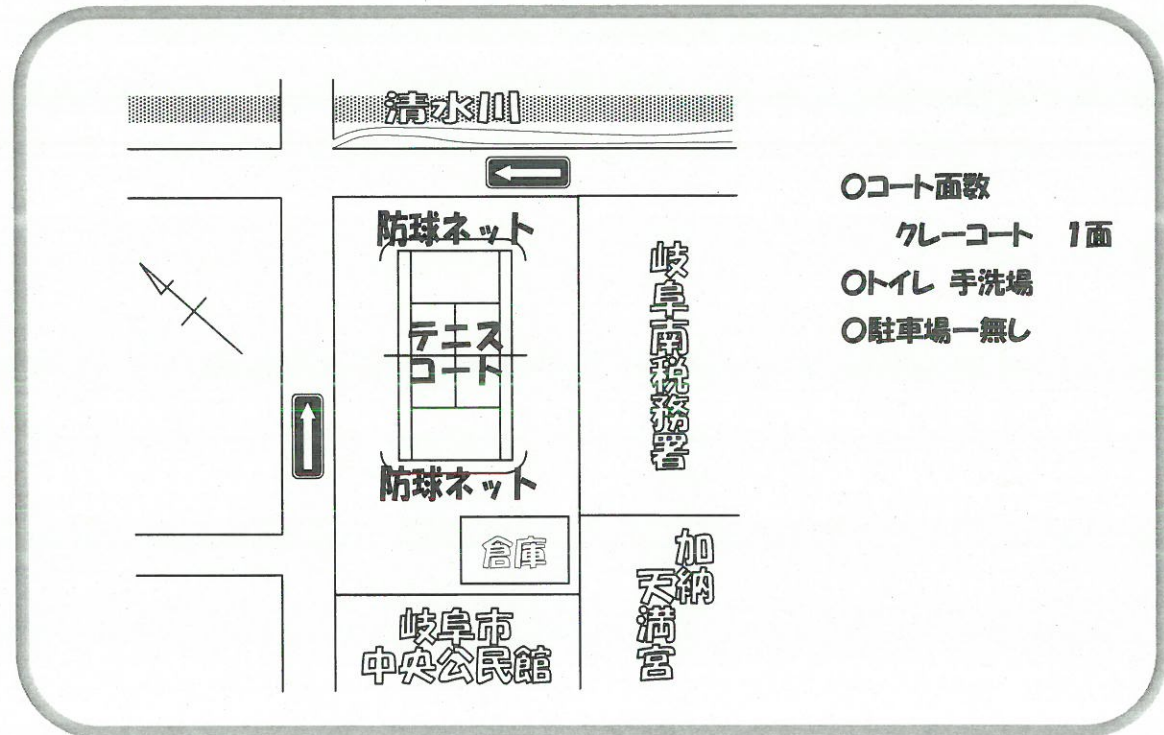 清水川
防球ネット
テニス
コート
防球ネット
倉庫
岐阜市
中央公民館
岐阜南税務署
加納
天満宮
〇コート面数
クレーコート 1面
〇トイレ 手洗場
〇駐車場ー無し